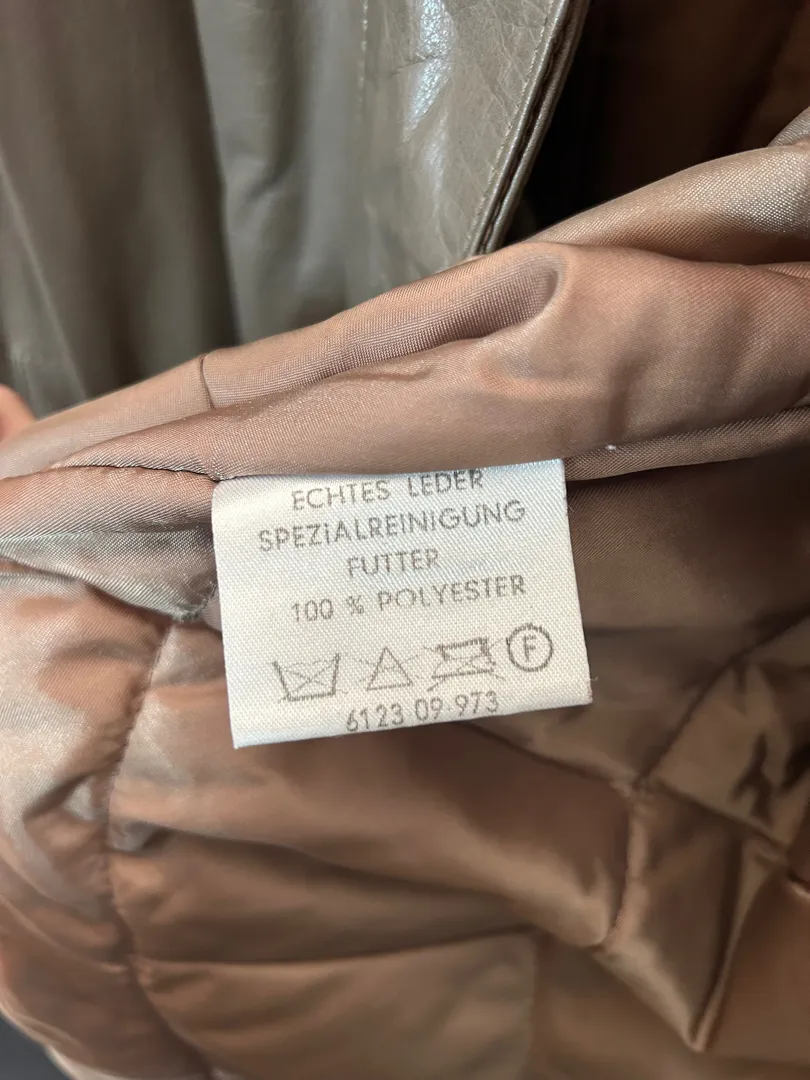 ECHTES LEDER
SPEZIALREINIGUNG
FUTTER
100 % POLYESTER
F
6123 09 973